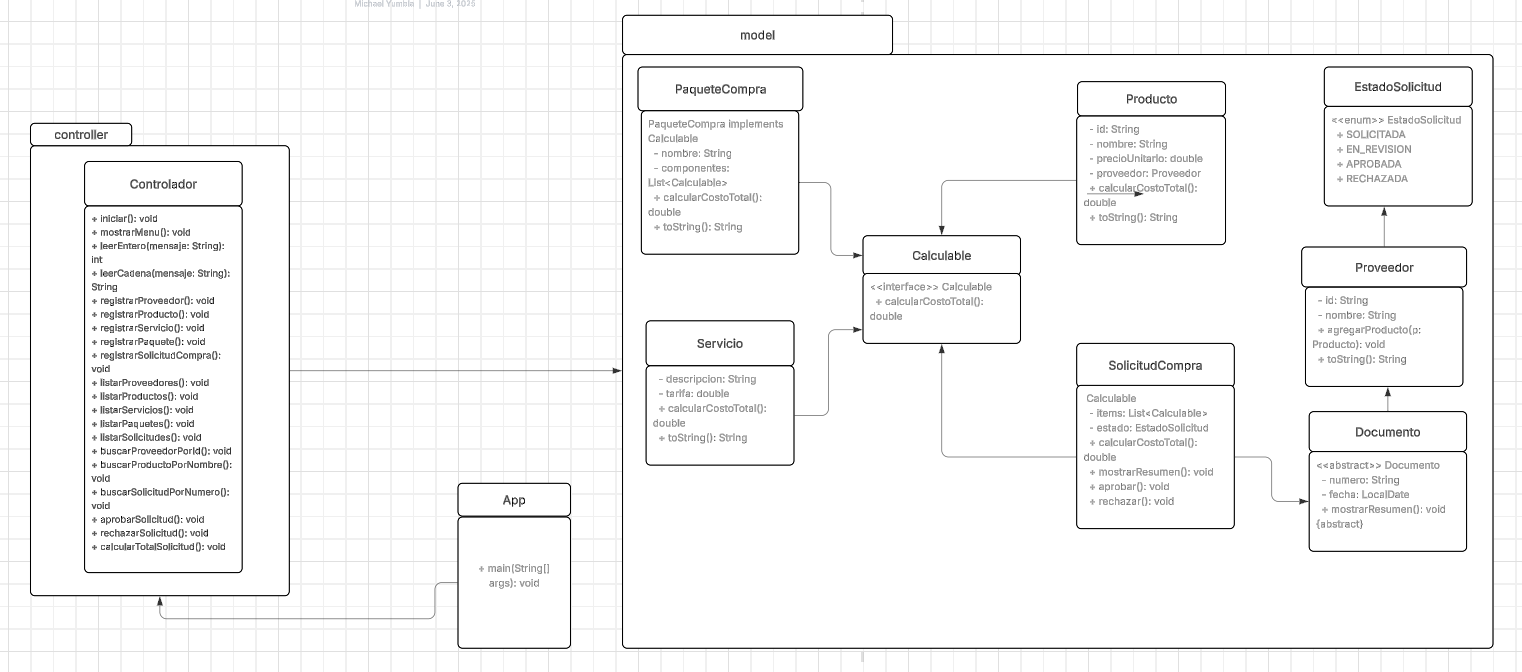 Michael Yumbla | June 3, 2025
model
controller
Controlador
+ iniciar(): void
+ mostrarMenu(): void
+ leerEntero(mensaje: String):
int
+ leerCadena(mensaje: String):
String
+ registrarProveedor(): void
+ registrarProducto(): void
+ registrarServicio(): void
+ registrarPaquete(): void
+ registrarSolicitudCompra():
void
+ listarProveedores(): void
+ listarProductos(): void
+ listarServicios(): void
+ listarPaquetes(): void
+ listarSolicitudes(): void
+ buscarProveedorPorId(): void
+ buscarProductoPorNombre():
void
+ buscarSolicitudPorNumero():
void
+ aprobarSolicitud(): void
+ rechazarSolicitud(): void
+ calcularTotalSolicitud(): void
App
+ main(String[]
args): void
PaqueteCompra
PaqueteCompra implements
Calculable
- nombre: String
- componentes:
List<Calculable>
+ calcularCostoTotal():
double
+ toString(): String
Servicio
- descripcion: String
- tarifa: double
+ calcularCostoTotal():
double
+ toString(): String
Calculable
<<interface>> Calculable
+ calcularCostoTotal():
double
Producto
- id: String
- nombre: String
- precioUnitario: double
- proveedor: Proveedor
+ calcularCostoTotal():
double
+ toString(): String
SolicitudCompra
Calculable
- items: List<Calculable>
- estado: EstadoSolicitud
+ calcularCostoTotal():
double
+ mostrarResumen(): void
+ aprobar(): void
+ rechazar(): void
EstadoSolicitud
<<enum>> EstadoSolicitud
+ SOLICITADA
+ EN_REVISION
+ APROBADA
+ RECHAZADA
Proveedor
- id: String
- nombre: String
+ agregarProducto(p:
Producto): void
+ toString(): String
Documento
<<abstract>> Documento
- numero: String
- fecha: LocalDate
+ mostrarResumen(): void
{abstract}